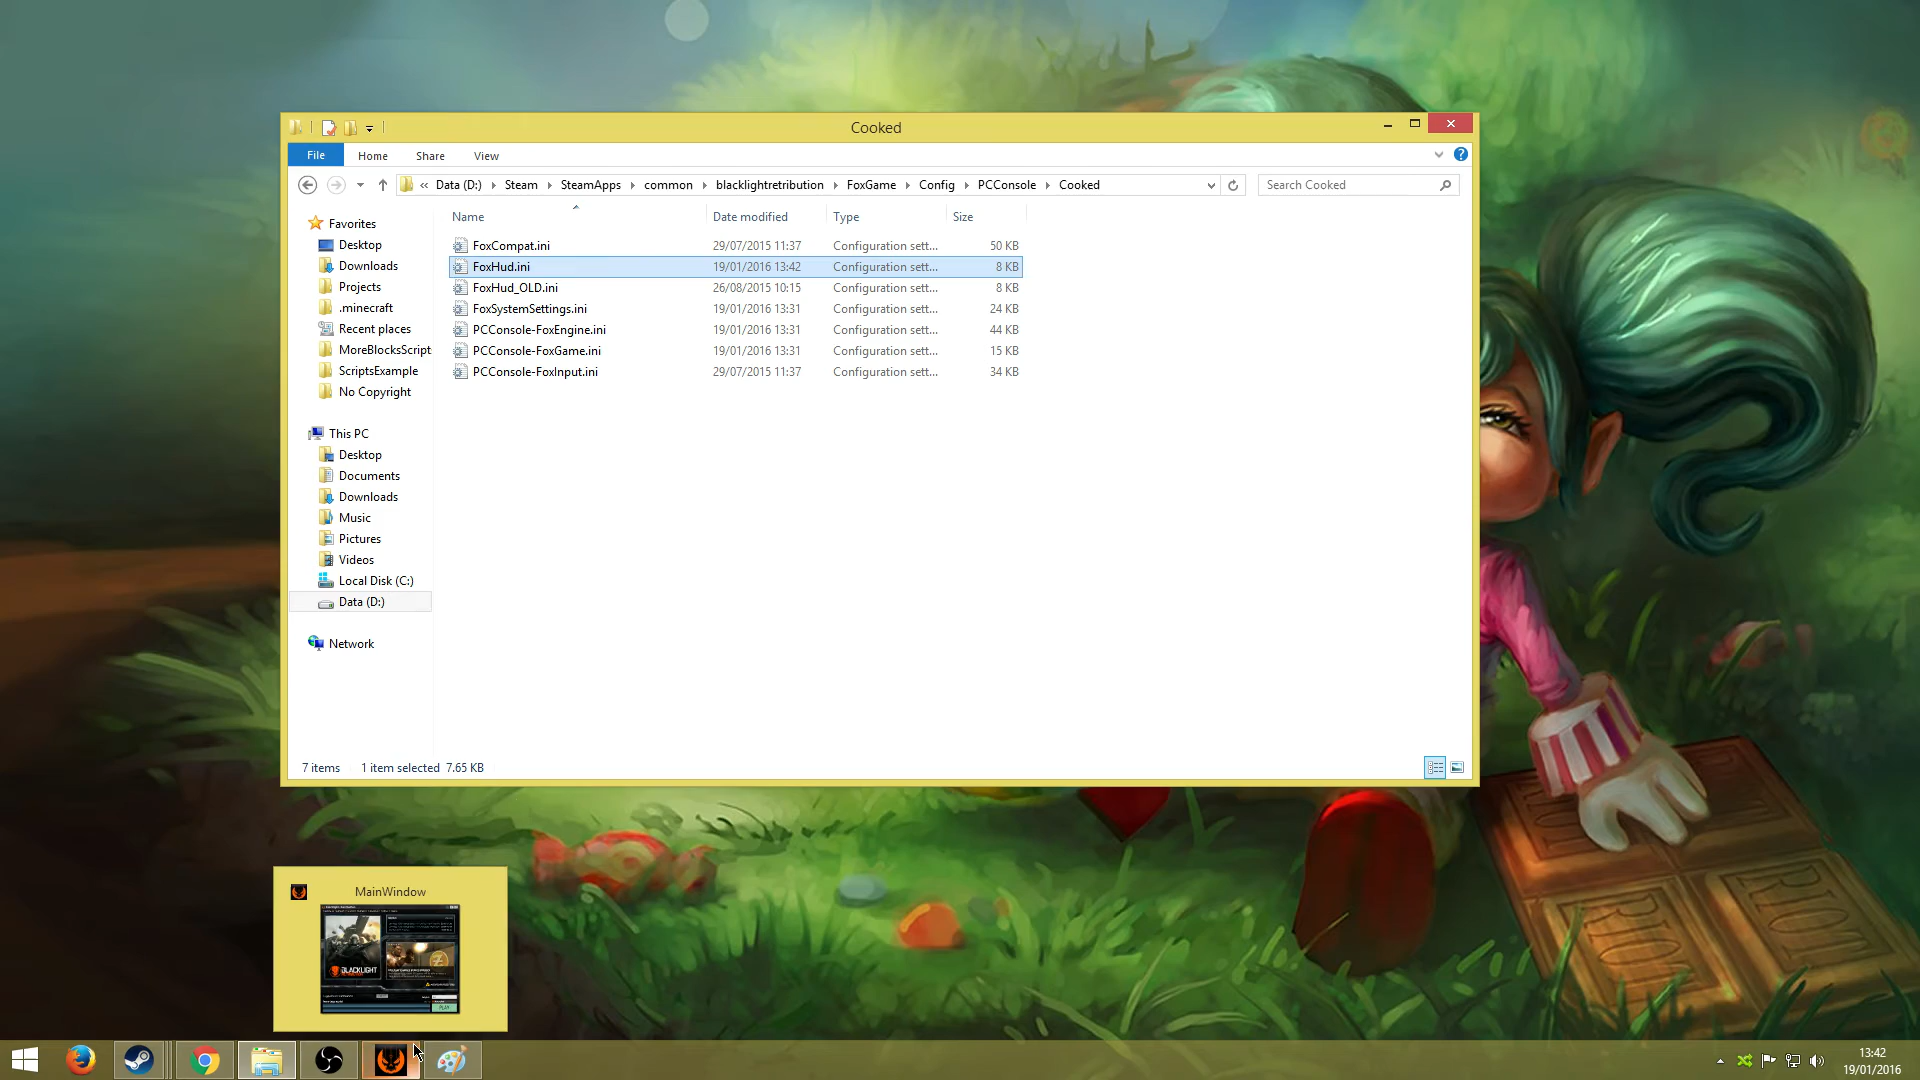 Cooked
File Home Share View
« Data (D:) Steam SteamApps common blacklightretribution FoxGame Config PCConsole Cooked
Search Cooked
Name Date modified Type Size
FoxCompat.ini 29/07/2015 11:37 Configuration sett... 50 KB
FoxHud.ini 19/01/2016 13:42 Configuration sett... 8 KB
FoxHud_OLD.ini 26/08/2015 10:15 Configuration sett... 8 KB
FoxSystemSettings.ini 19/01/2016 13:31 Configuration sett... 24 KB
PCConsole-FoxEngine.ini 19/01/2016 13:31 Configuration sett... 44 KB
PCConsole-FoxGame.ini 19/01/2016 13:31 Configuration sett... 15 KB
PCConsole-FoxInput.ini 29/07/2015 11:37 Configuration sett... 34 KB
Favorites
Desktop
Downloads
Projects
.minecraft
Recent places
MoreBlocksScript
ScriptsExample
No Copyright
This PC
Desktop
Documents
Downloads
Music
Pictures
Videos
Local Disk (C:)
Data (D:)
Network
7 items 1 item selected 7.65 KB
MainWindow
BLACKLIGHT
PLAY
RIOT
RIOT
RIOT
13:42
19/01/2016